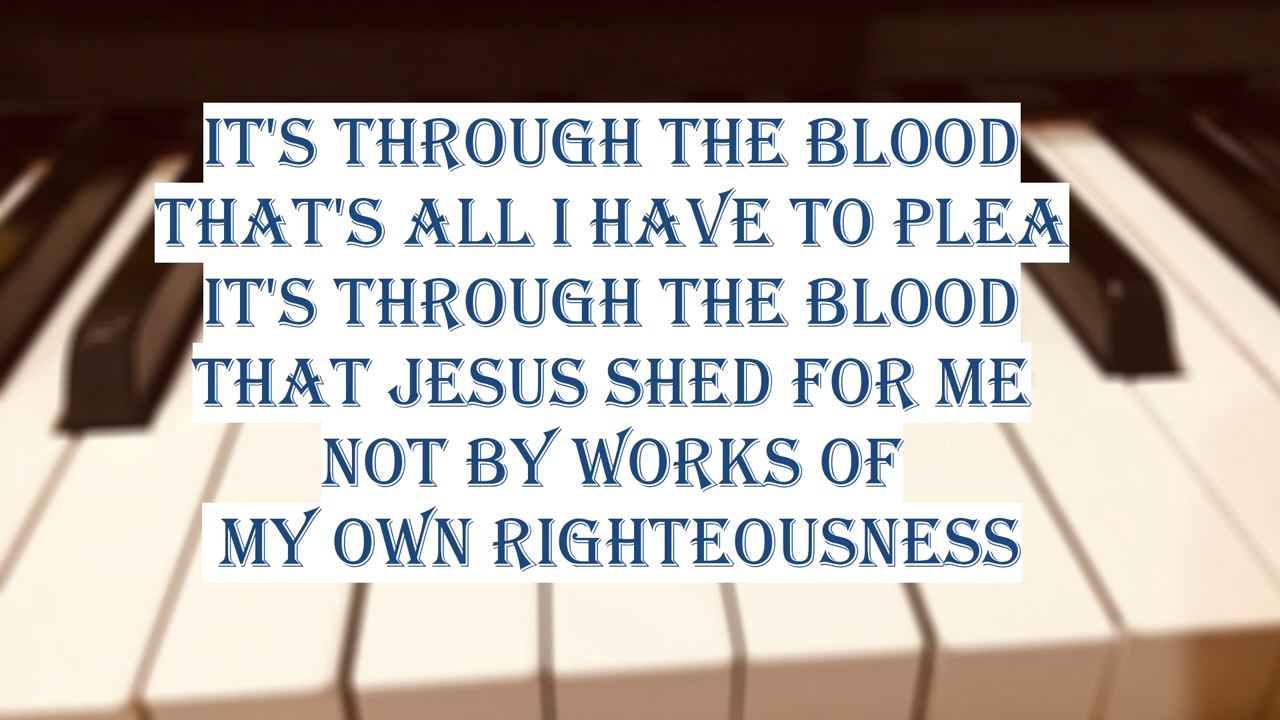 IT'S THROUGH THE BLOOD
THAT'S ALL I HAVE TO PLEA
IT'S THROUGH THE BLOOD
THAT JESUS SHED FOR ME
NOT BY WORKS OF
MY OWN RIGHTEOUSNESS